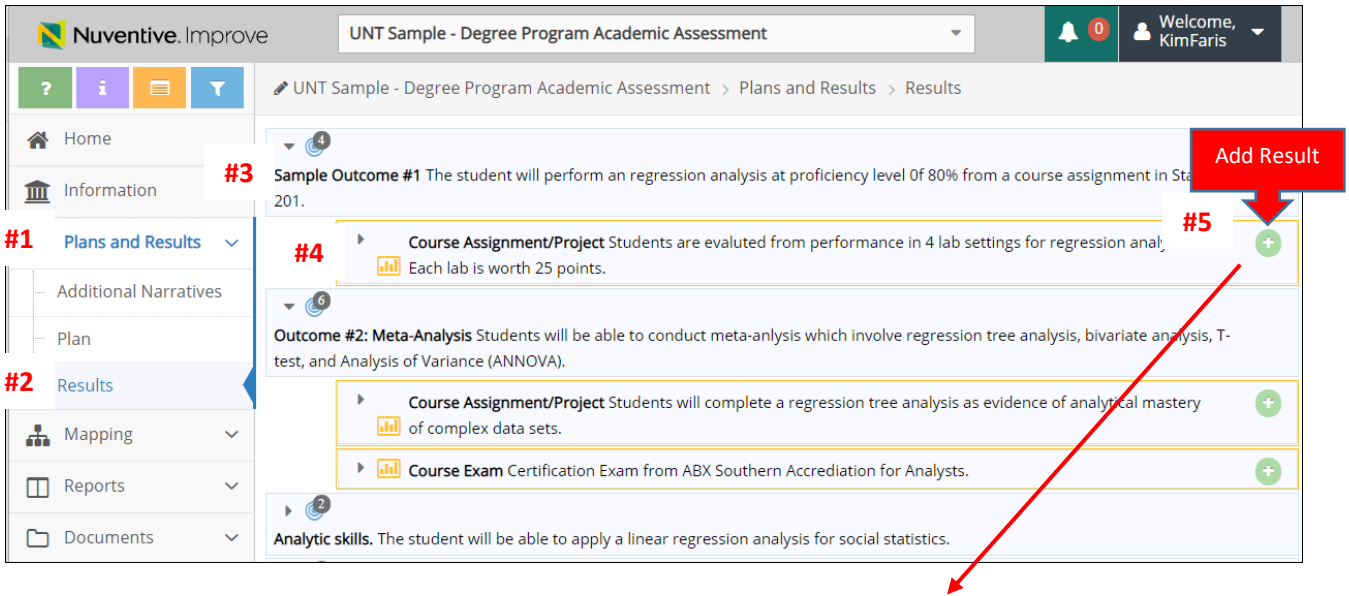 Nuventive. Improve
UNT Sample - Degree Program Academic Assessment
0
Welcome,
KimFaris
? i
UNT Sample - Degree Program Academic Assessment > Plans and Results > Results
Home
Information
#1 Plans and Results
Additional Narratives
Plan
#2 Results
Mapping
Reports
Documents
4
#3
Sample Outcome #1 The student will perform an regression analysis at proficiency level 0f 80% from a course assignment in Sta
201.
Add Result
#5
#4
Course Assignment/Project Students are evaluted from performance in 4 lab settings for regression analy
Each lab is worth 25 points.
6
Outcome #2: Meta-Analysis Students will be able to conduct meta-anlysis which involve regression tree analysis, bivariate analysis, T-
test, and Analysis of Variance (ANNOVA).
Course Assignment/Project Students will complete a regression tree analysis as evidence of analytical mastery
of complex data sets.
Course Exam Certification Exam from ABX Southern Accrediation for Analysts.
2
Analytic skills. The student will be able to apply a linear regression analysis for social statistics.